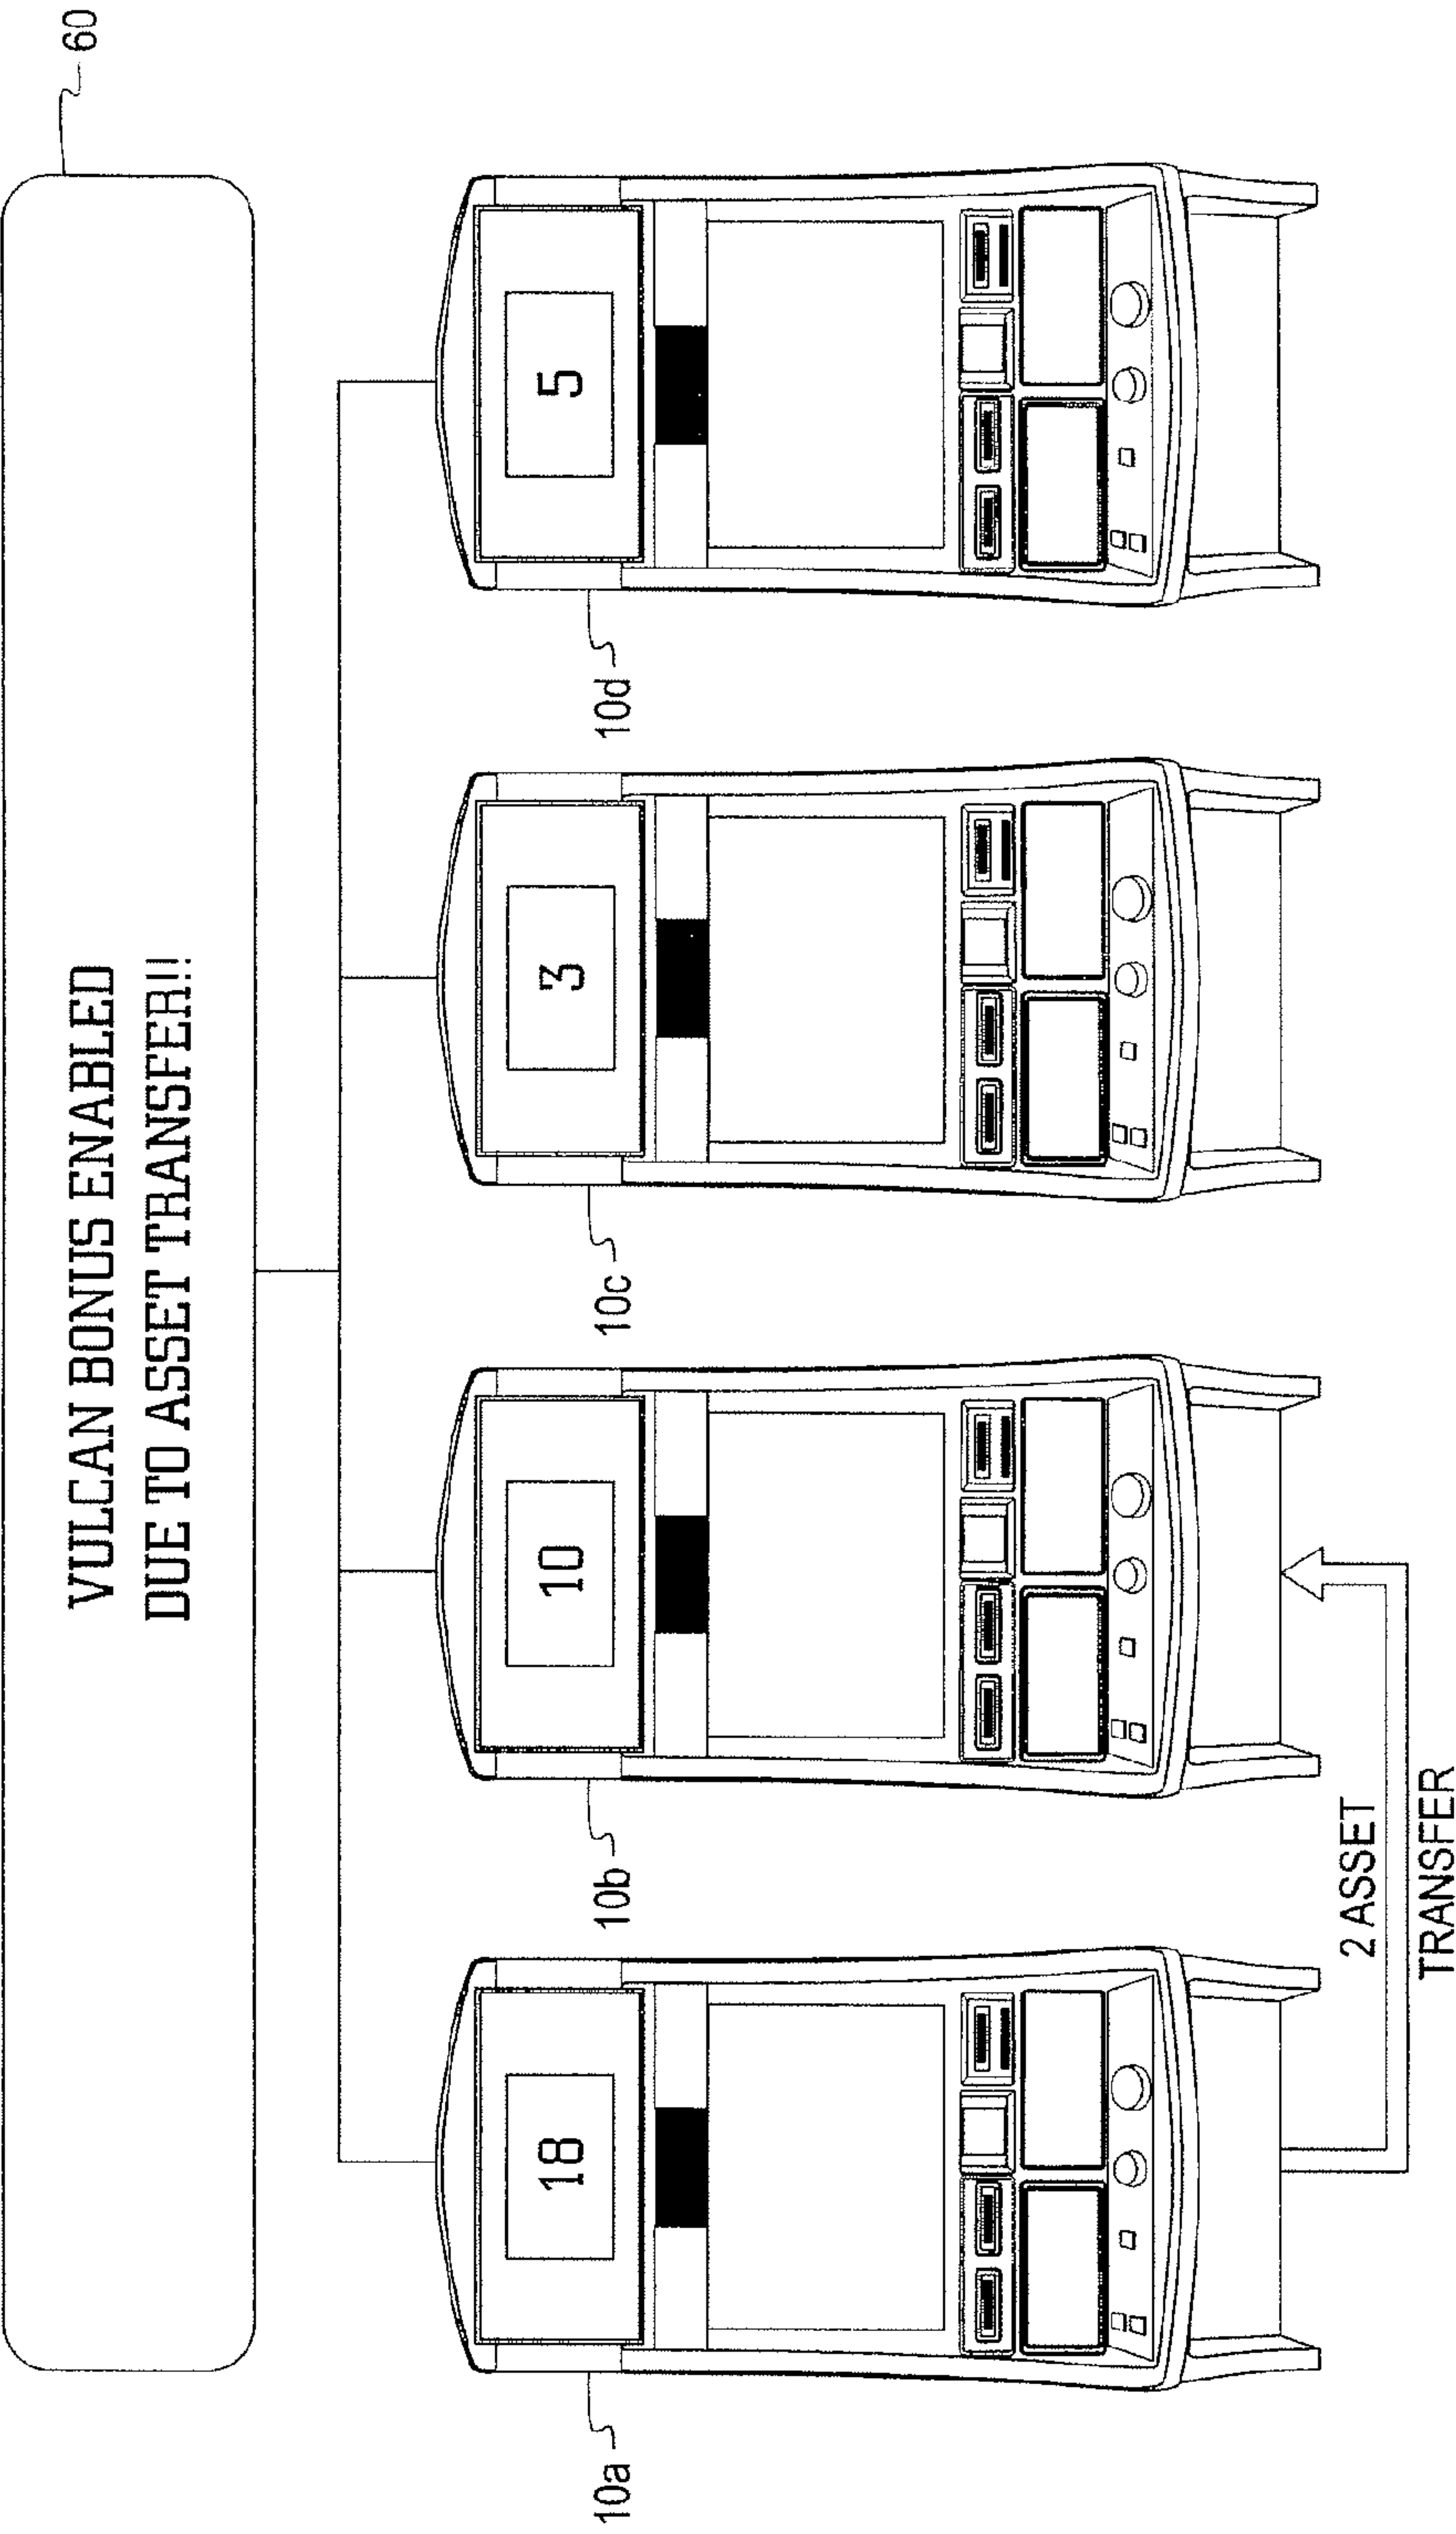 60
VULCAN BONUS ENABLED
DUE TO ASSET TRANSFER!!
18
10
3
5
10a
10b
10c
10d
2 ASSET
TRANSFER